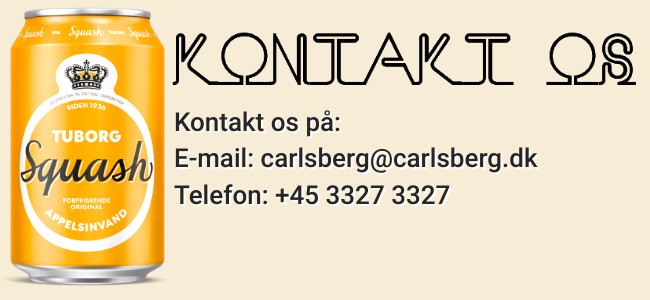 KONTAKT OS
Kontakt os på:
E-mail: carlsberg@carlsberg.dk
Telefon: +45 3327 3327
Squash
SIDEN 1936
TUBORG
Squash
FORFRISKENDE
ORIGINAL
APPELSINVAND